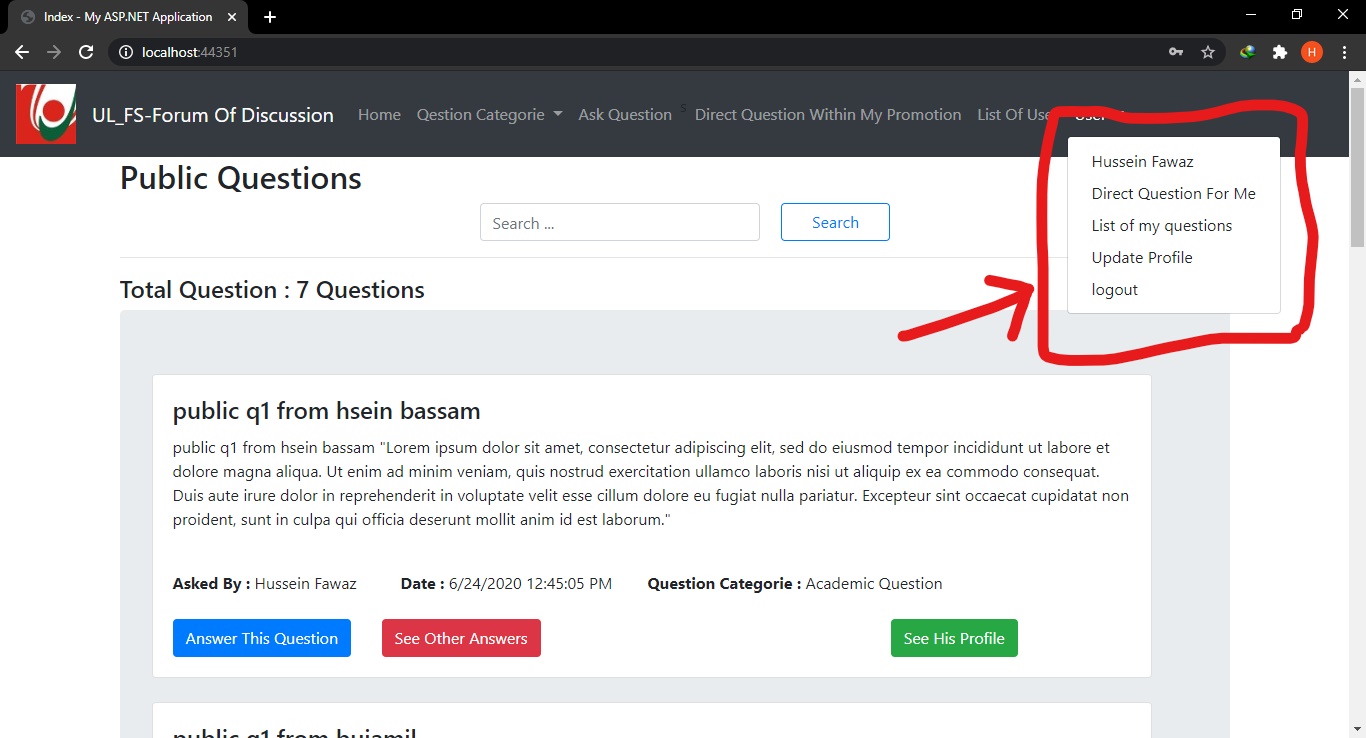 Index - My ASP.NET Application
localhost:44351
H
UL_FS-Forum Of Discussion
Home
Qestion Categorie
Ask Question
5
Direct Question Within My Promotion
List Of
Hussein Fawaz
Direct Question For Me
List of my questions
Update Profile
logout
Public Questions
Search ...
Search
Total Question : 7 Questions
public q1 from hsein bassam
public q1 from hsein bassam "Lorem ipsum dolor sit amet, consectetur adipiscing elit, sed do eiusmod tempor incididunt ut labore et
dolore magna aliqua. Ut enim ad minim veniam, quis nostrud exercitation ullamco laboris nisi ut aliquip ex ea commodo consequat.
Duis aute irure dolor in reprehenderit in voluptate velit esse cillum dolore eu fugiat nulla pariatur. Excepteur sint occaecat cupidatat non
proident, sunt in culpa qui officia deserunt mollit anim id est laborum."
Asked By : Hussein Fawaz
Date : 6/24/2020 12:45:05 PM
Question Categorie : Academic Question
Answer This Question
See Other Answers
See His Profile
public q1 from